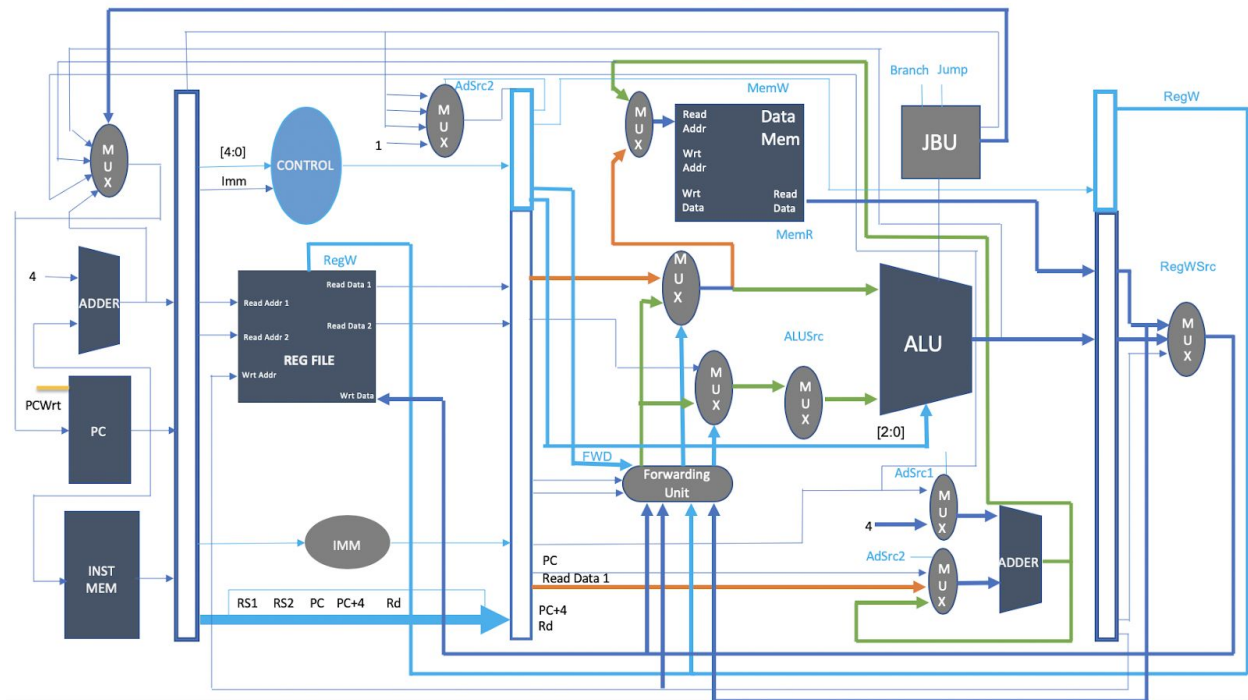 Branch
Jump
AdSrc2
MemW
RegW
M
U
X
1
M
U
X
M
U
X
Read
Addr
Data
Mem
Wrt
Addr
Wrt
Data
Read
Data
MemR
JBU
[4:0]
Imm
CONTROL
RegW
4
ADDER
Read Data 1
Read Addr 1
Read Data 2
Read Addr 2
REG FILE
Wrt Addr
Wrt Data
M
U
X
M
U
X
ALUSrc
M
U
X
ALU
[2:0]
RegWSrc
M
U
X
PCWrt
PC
FWD
Forwarding
Unit
AdSrc1
M
U
X
4
INST
MEM
IMM
AdSrc2
M
U
X
ADDER
PC
Read Data 1
RS1 RS2 PC PC+4 Rd
PC+4
Rd